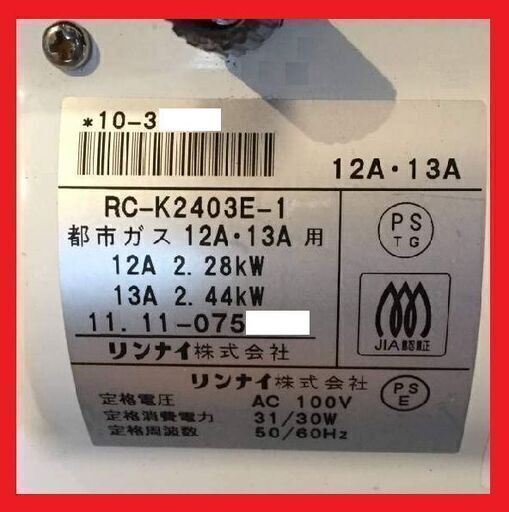 *10-3
12A・13A
RC-K2403E-1
都市ガス 12A・13A 用
12A 2.28kW
13A 2.44kW
11.11-075
リンナイ株式会社
PS
TG
JIA認証
リンナイ株式会社
定格電圧 AC 100V
定格消費電力 31/30W
定格周波数 50/60Hz
PS
E